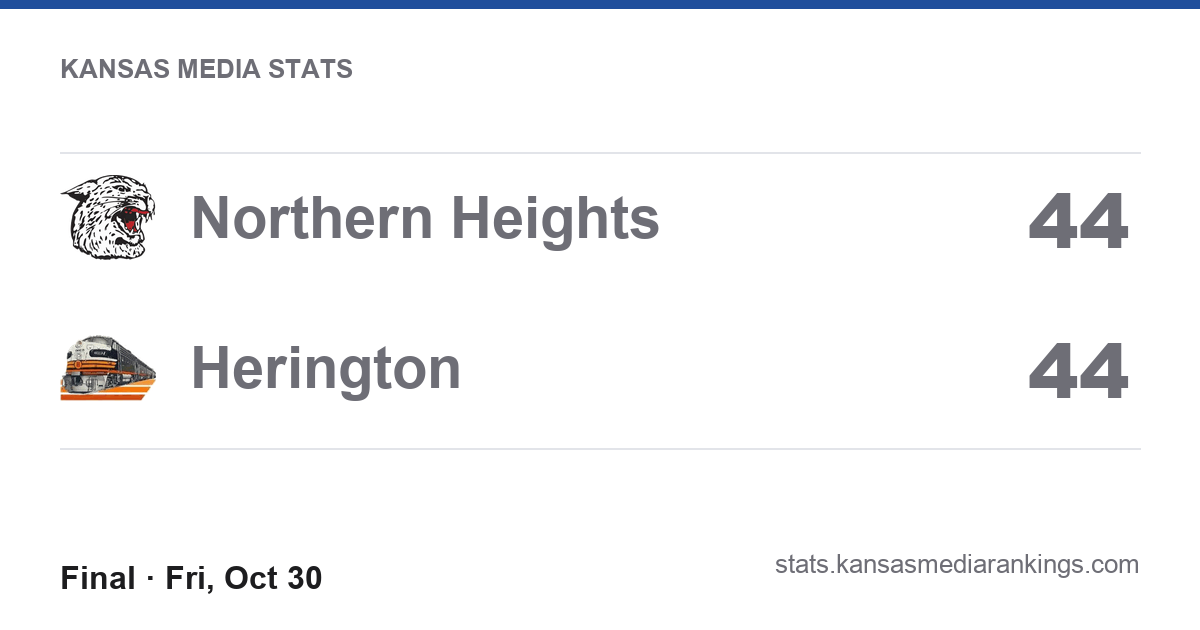 KANSAS MEDIA STATS
Northern Heights 44
Herington 44
Final · Fri, Oct 30
stats.kansasmediarankings.com